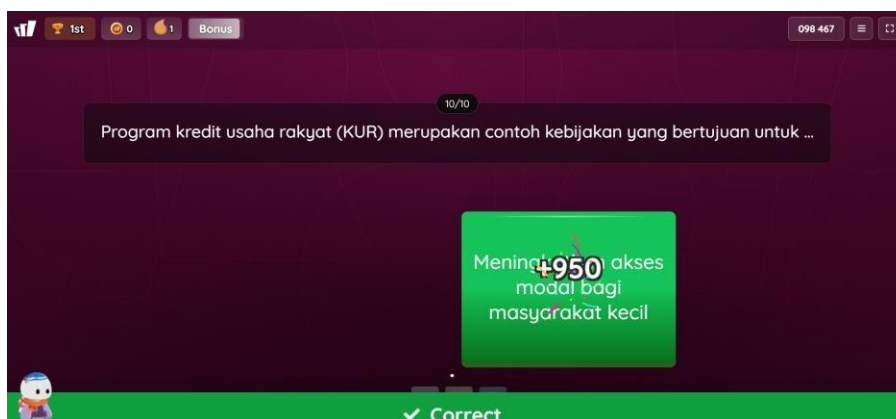 1st 0 1 Bonus 098 467
10/10
Program kredit usaha rakyat (KUR) merupakan contoh kebijakan yang bertujuan untuk ...
+950
akses
modal bagi
masyarakat kecil
Correct